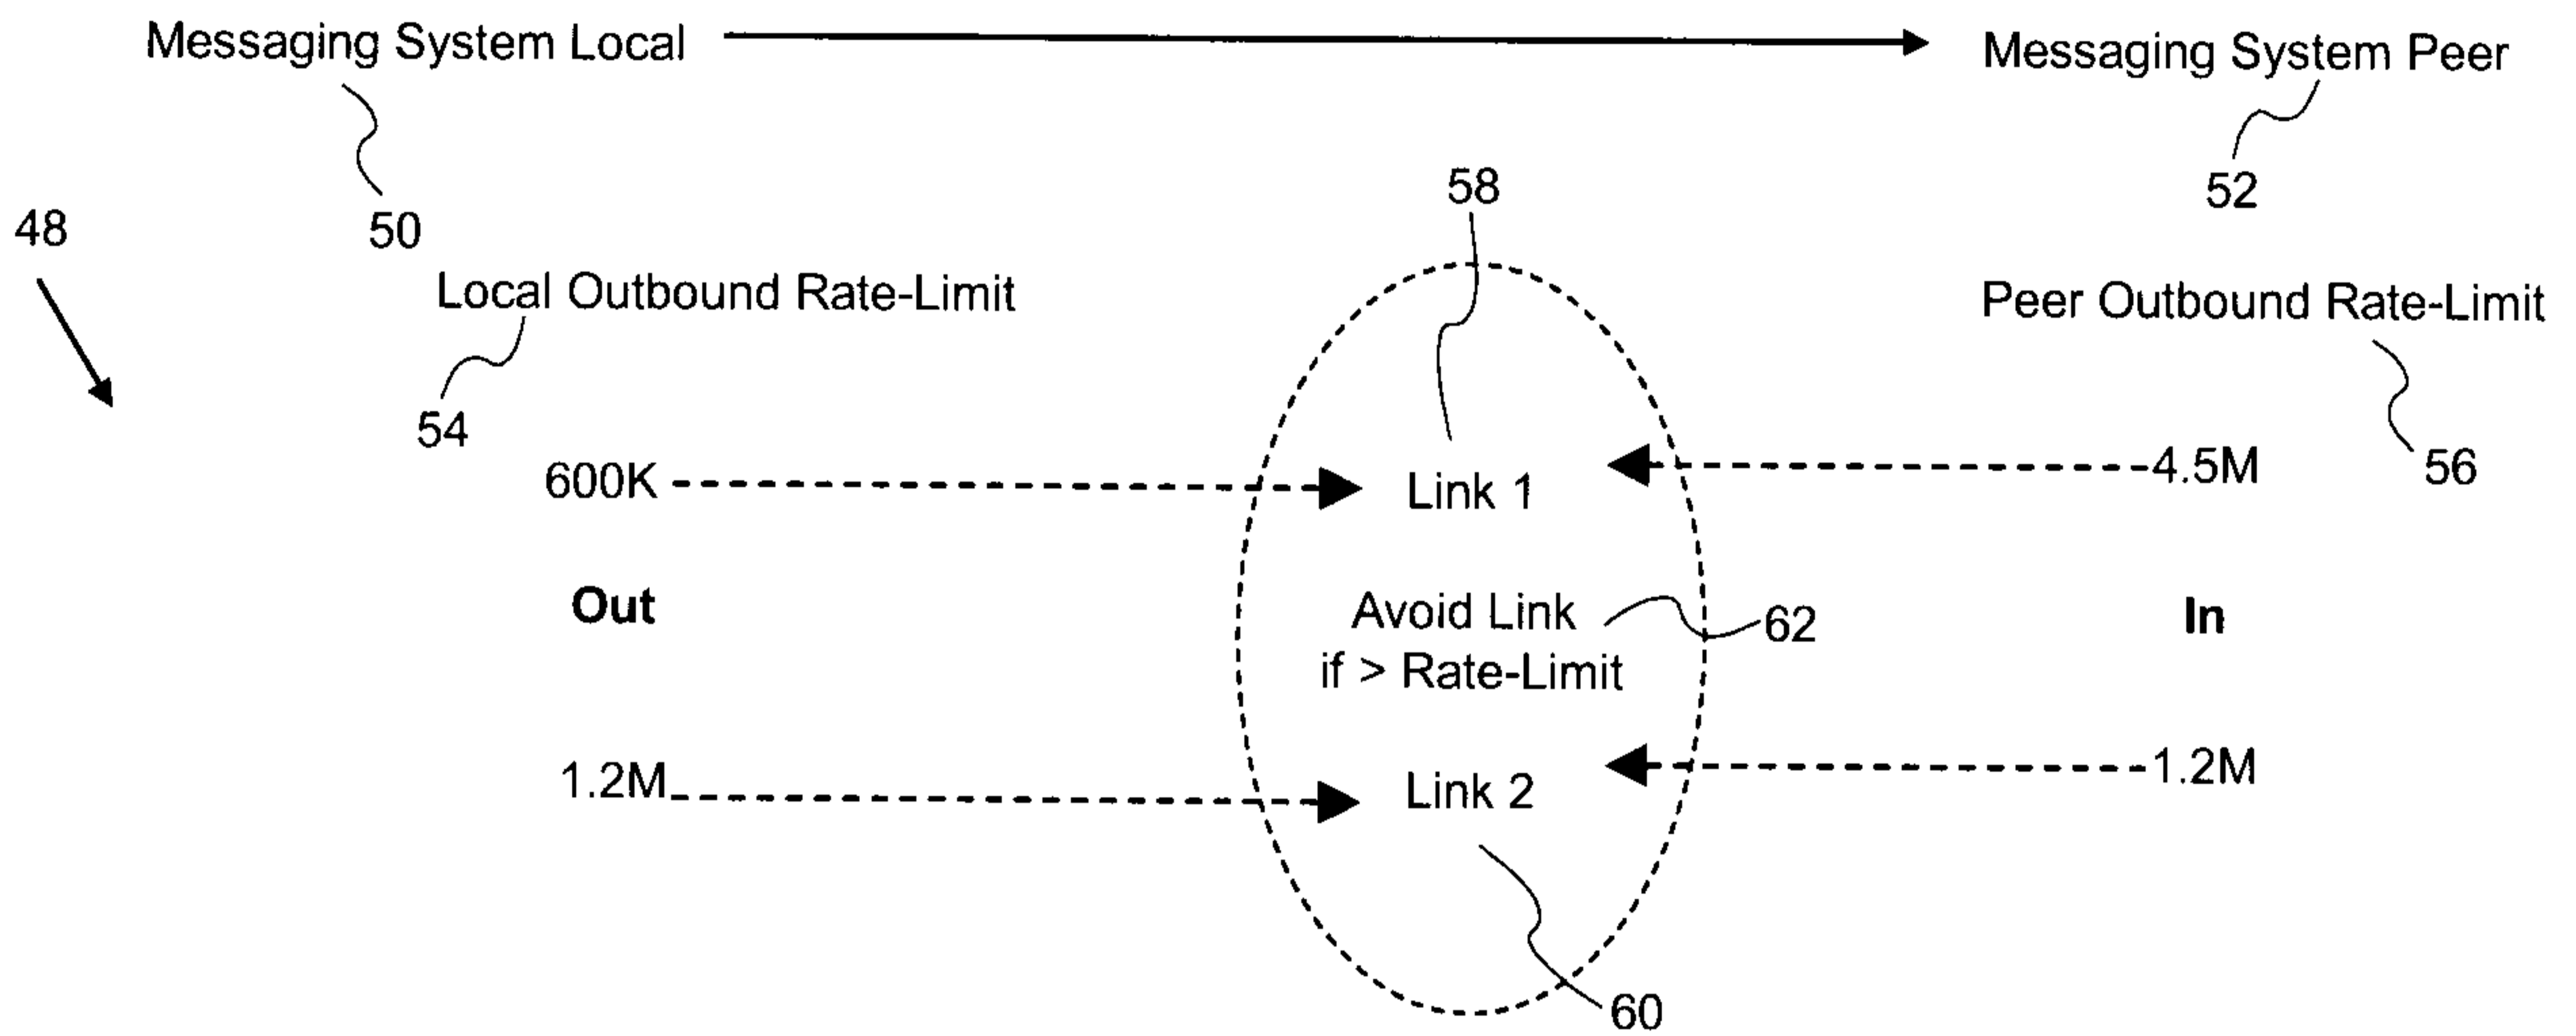 Messaging System Local
Messaging System Peer
50
52
48
58
Local Outbound Rate-Limit
Peer Outbound Rate-Limit
54
56
600K
Link 1
4.5M
Out
Avoid Link
if > Rate-Limit
62
In
1.2M
Link 2
1.2M
60